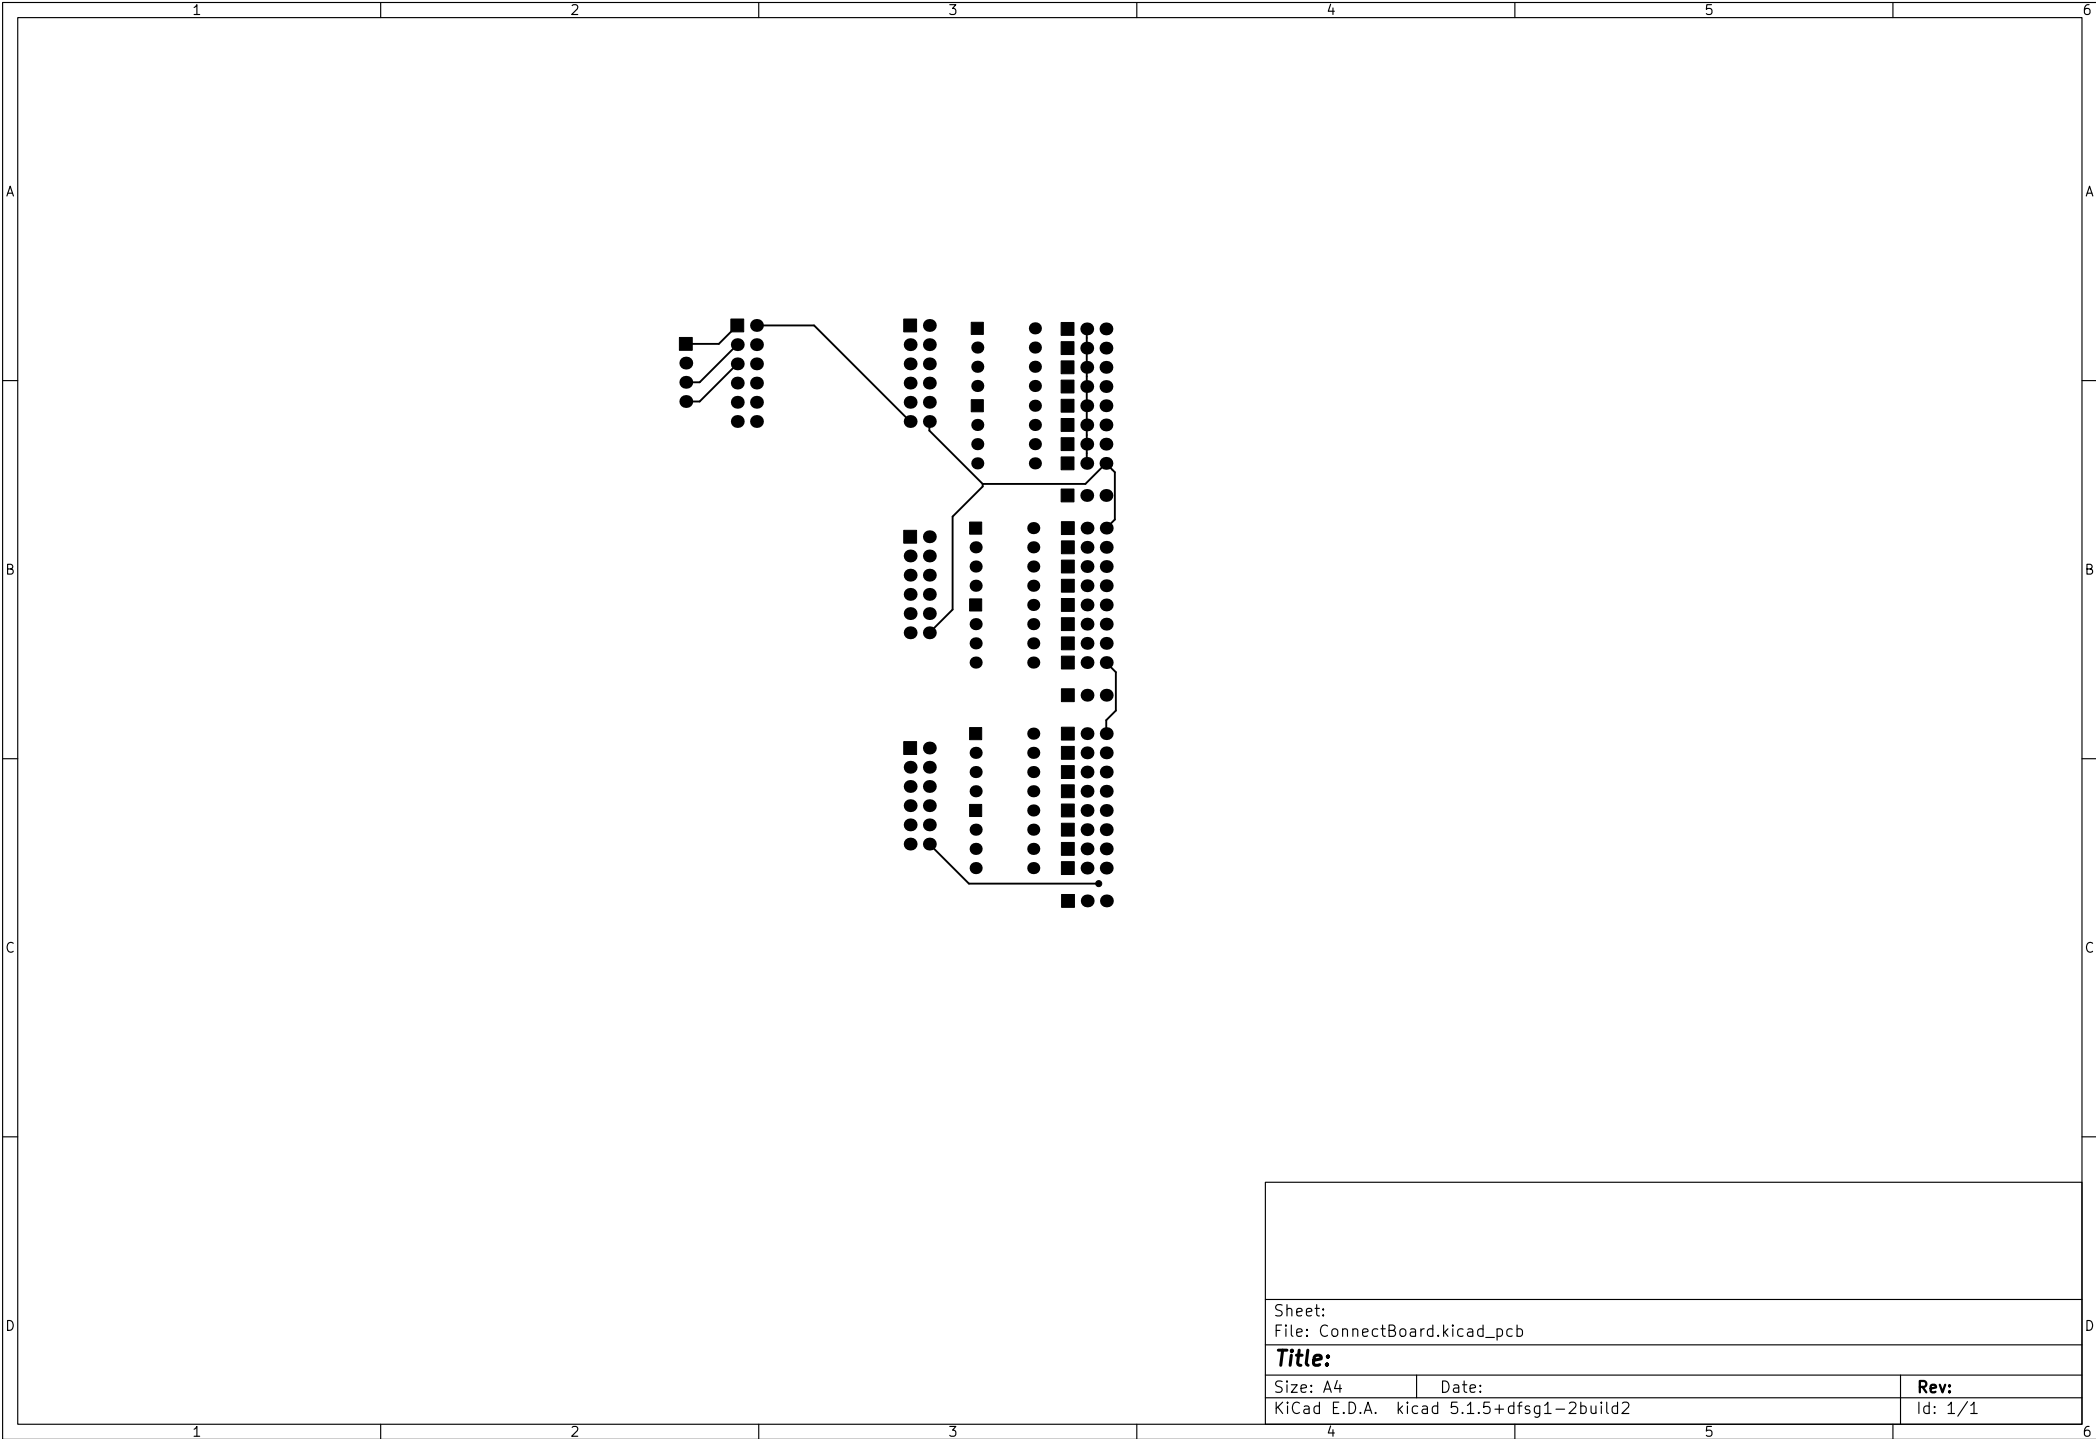 1 2 3 4 5 6
A A
B B
C C
Sheet:
D D
File: ConnectBoard.kicad_pcb
Title:
Size: A4 Date: Rev:
KiCad E.D.A. kicad 5.1.5+dfsg1-2build2 Id: 1/1
1 2 3 4 5 6